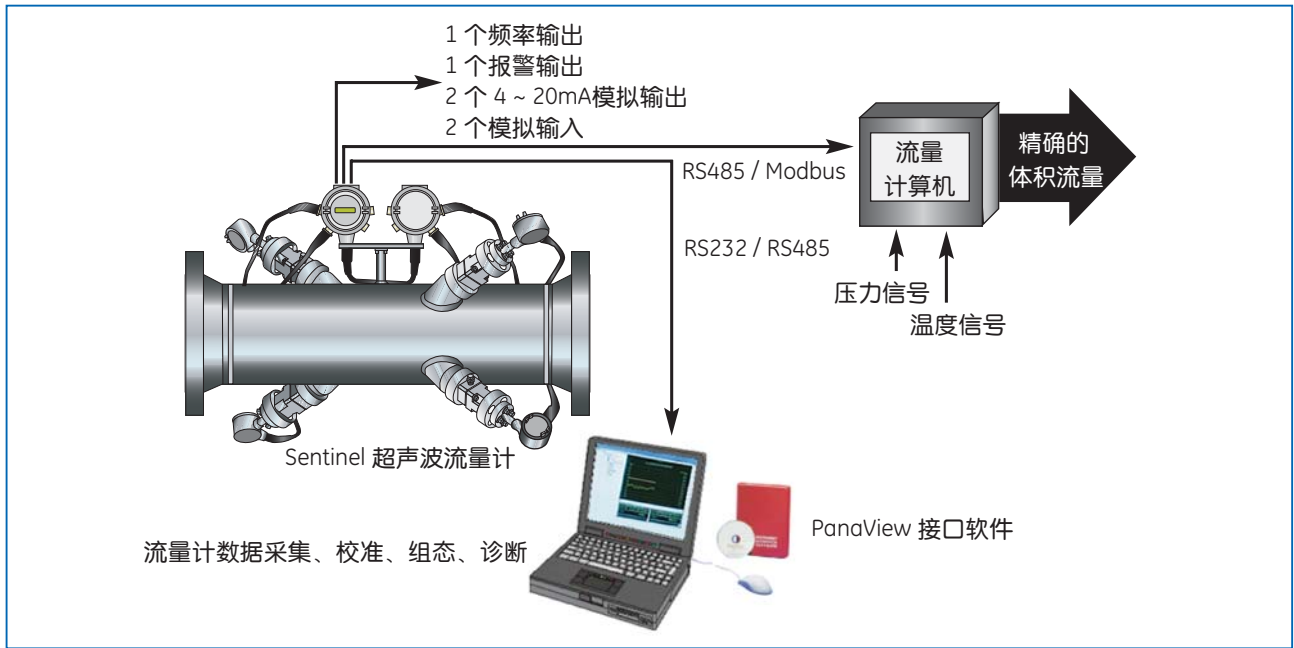 1 个频率输出
1 个报警输出
2 个 4 ~ 20mA模拟输出
2 个模拟输入
RS485 / Modbus
流量
计算机
精确的
体积流量
RS232 / RS485
压力信号
温度信号
Sentinel 超声波流量计
PanaView 接口软件
流量计数据采集、校准、组态、诊断